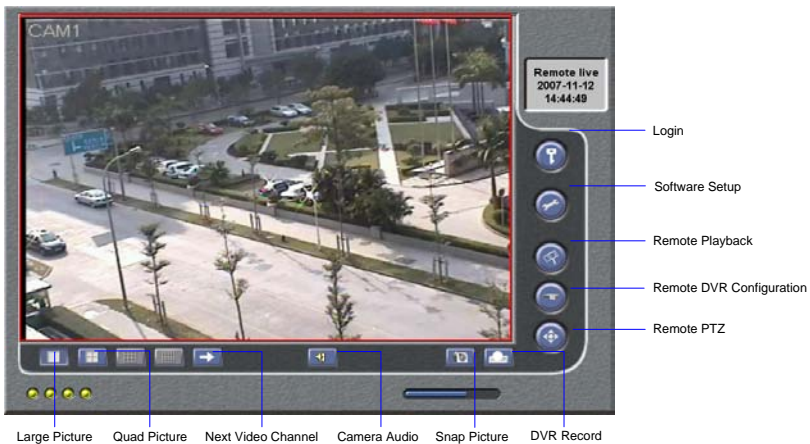 CAM1
Remote live
2007-11-12
14:44:49
Login
Software Setup
Remote Playback
Remote DVR Configuration
Remote PTZ
Large Picture
Quad Picture
Next Video Channel
Camera Audio
Snap Picture
DVR Record